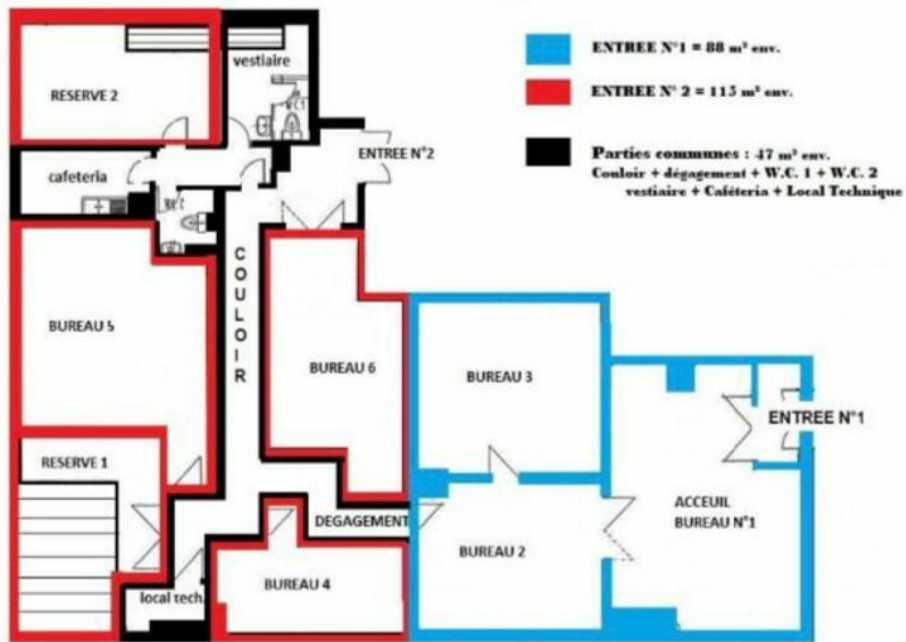 ENTREE N°1 = 88 m² env.
ENTREE N° 2 = 115 m² env.
Parties communes : 47 m² env.
Couloir + dégagement + W.C. 1 + W.C. 2
vestiaire + Caféteria + Local Technique
vestiaire
RESERVE 2
W.C 1
ENTREE N°2
cafeteria
W.C 2
COULOIR
BUREAU 5
BUREAU 6
BUREAU 3
ENTREE N°1
RESERVE 1
ACCEUIL
BUREAU N°1
DEGAGEMENT
BUREAU 2
BUREAU 4
local tech.